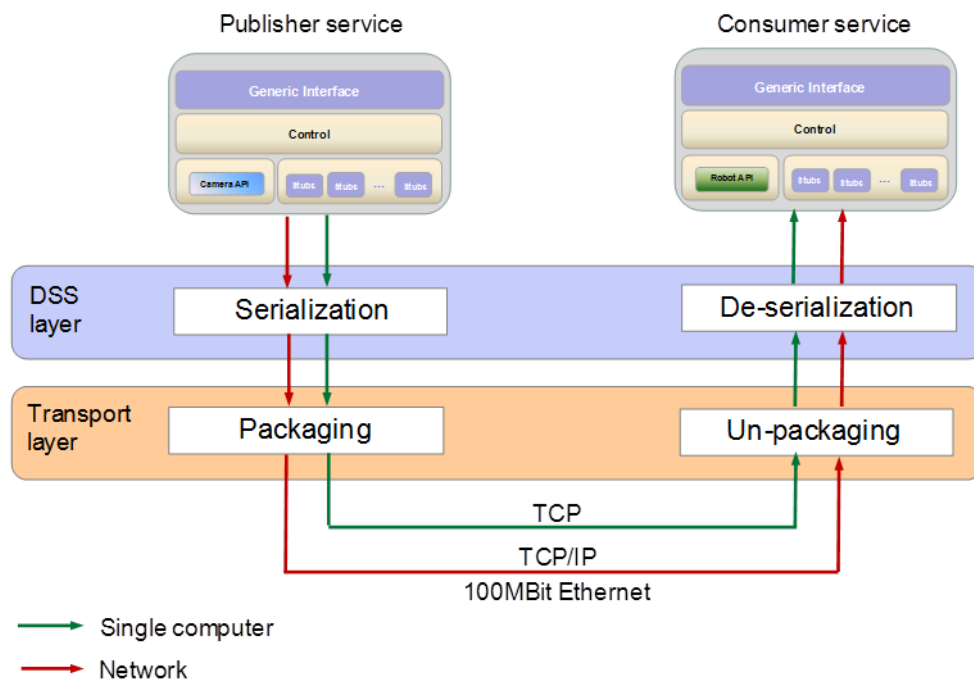 Publisher service
Consumer service
Generic Interface
Generic Interface
Control
Control
Camera API
Stubs
Stubs
...
Stubs
Robot API
Stubs
Stubs
...
Stubs
DSS
layer
Serialization
De-serialization
Transport
layer
Packaging
Un-packaging
TCP
TCP/IP
100MBit Ethernet
Single computer
Network